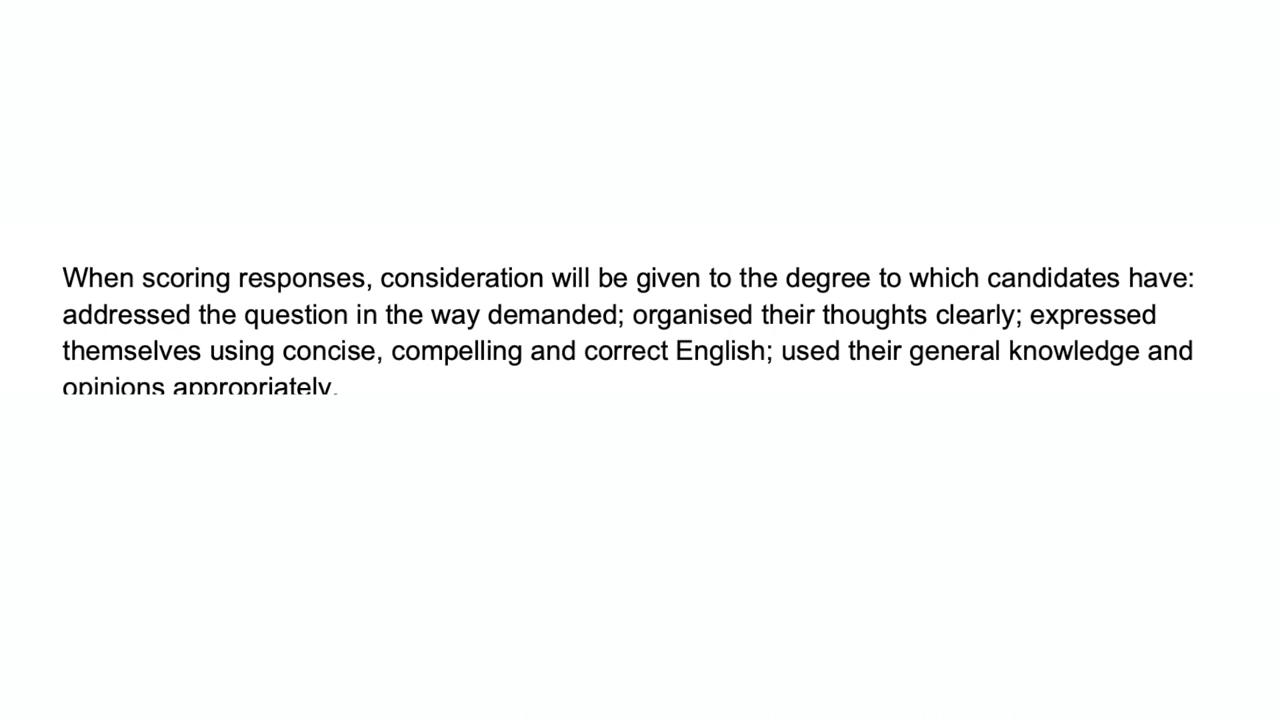 When scoring responses, consideration will be given to the degree to which candidates have:
addressed the question in the way demanded; organised their thoughts clearly; expressed
themselves using concise, compelling and correct English; used their general knowledge and
opinions appropriately.